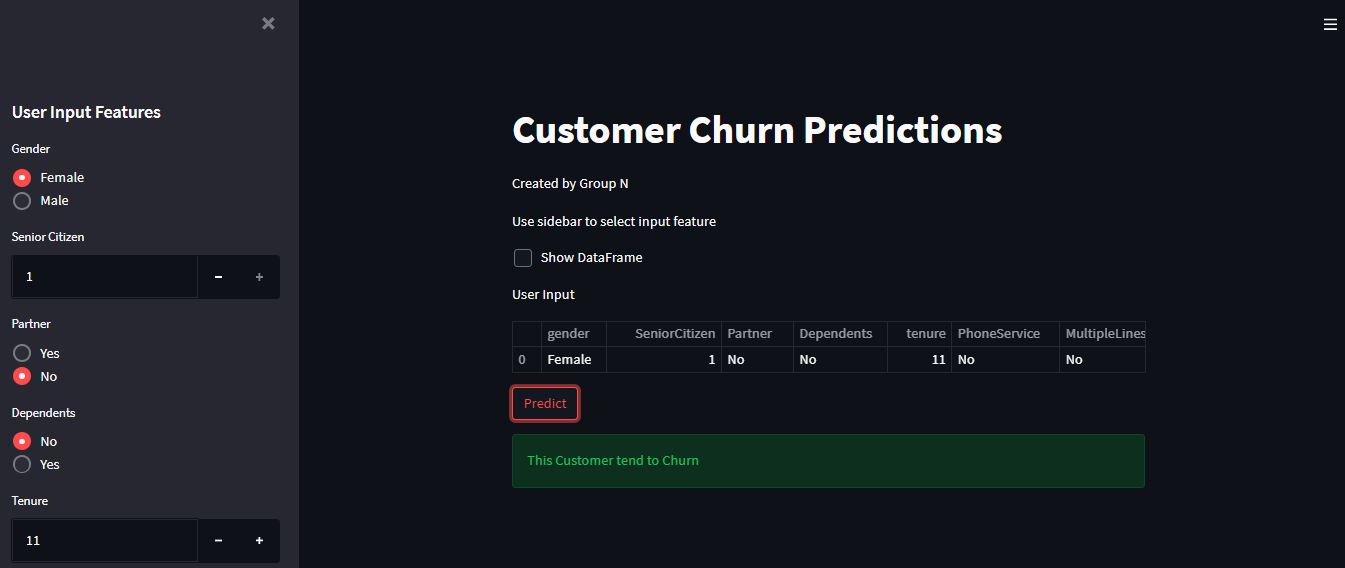 User Input Features
Gender
Female
Male
Senior Citizen
1
Partner
Yes
No
Dependents
No
Yes
Tenure
11
Customer Churn Predictions
Created by Group N
Use sidebar to select input feature
Show DataFrame
User Input
gender SeniorCitizen Partner Dependents tenure PhoneService MultipleLines
0 Female 1 No No 11 No No
Predict
This Customer tend to Churn